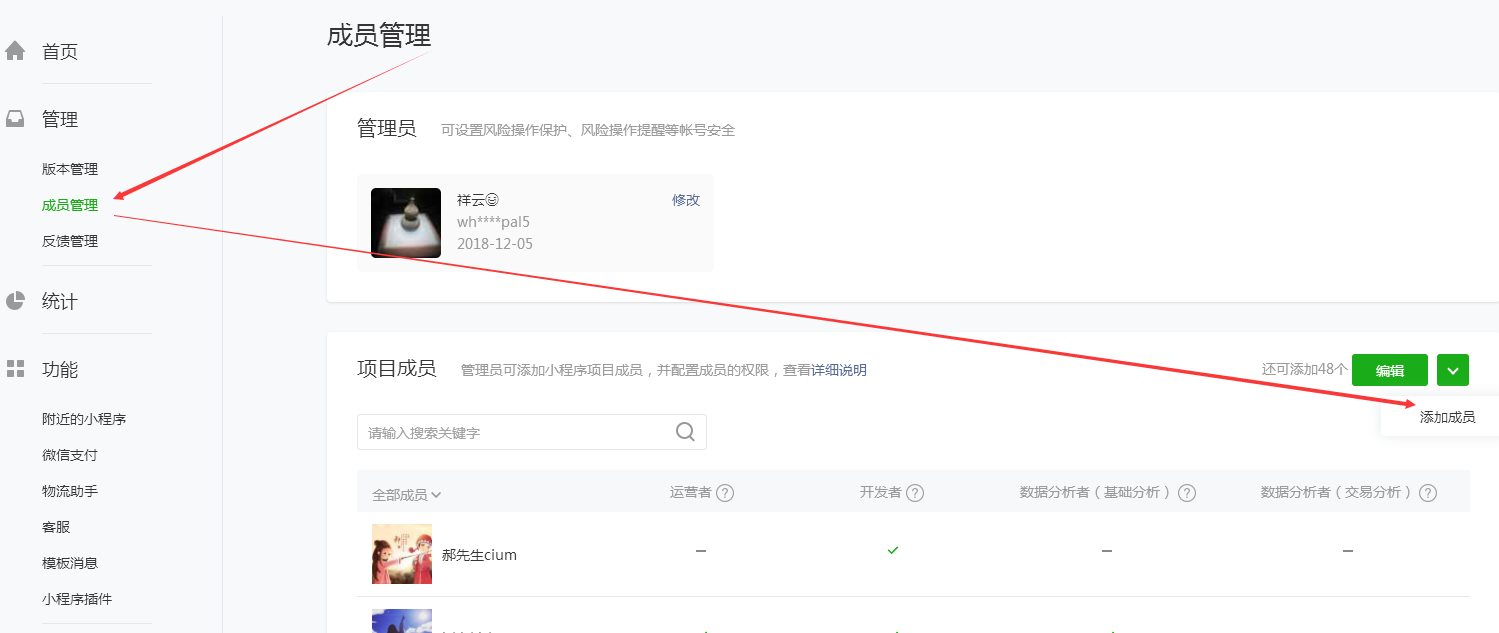 首页
管理
版本管理
成员管理
反馈管理
统计
功能
附近的小程序
微信支付
物流助手
客服
模板消息
小程序插件
成员管理
管理员 可设置风险操作保护、风险操作提醒等帐号安全
祥云😄 修改
wh****pal5
2018-12-05
项目成员 管理员可添加小程序项目成员，并配置成员的权限，查看详细说明 还可添加48个 编辑
添加成员
请输入搜索关键字
全部成员 运营者 ? 开发者 ? 数据分析者（基础分析） ? 数据分析者（交易分析） ?
郝先生cium – ✓ – –